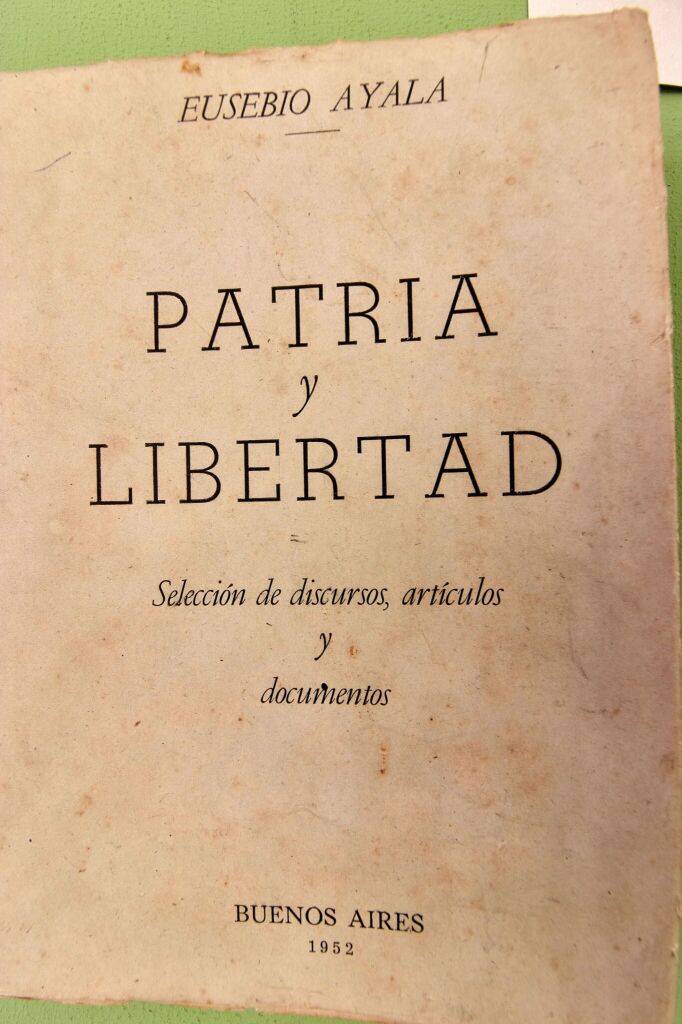 EUSEBIO AYALA
PATRIA
y
LIBERTAD
Selección de discursos, artículos
y
documentos
BUENOS AIRES
1952